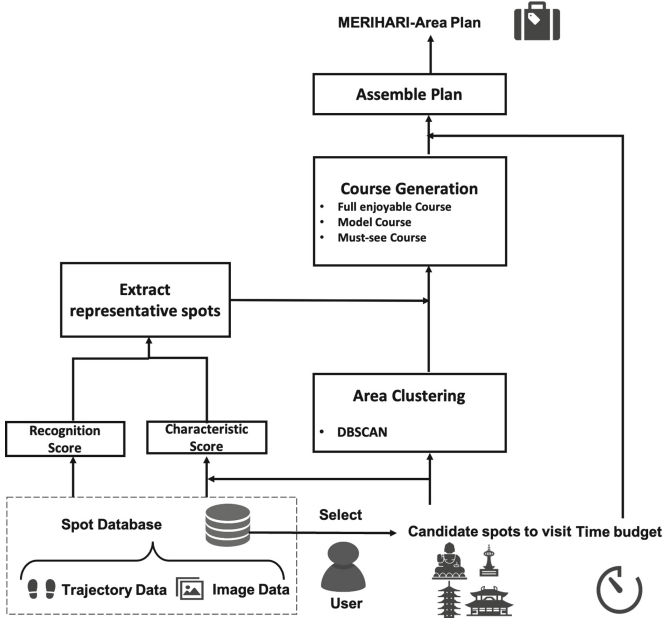 MERIHARI-Area Plan
Assemble Plan
Course Generation
• Full enjoyable Course
• Model Course
• Must-see Course
Extract
representative spots
Area Clustering
• DBSCAN
Recognition
Score
Characteristic
Score
Spot Database
Select
Candidate spots to visit
Time budget
Trajectory Data
Image Data
User